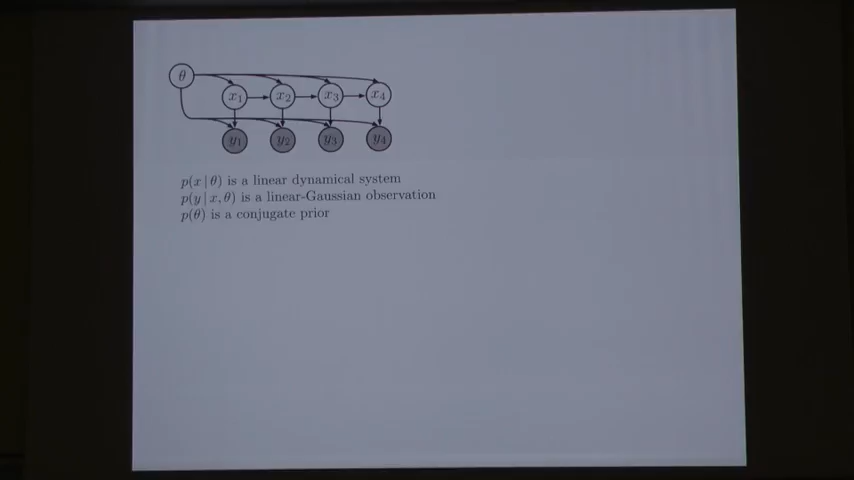 θ
x₁ x₂ x₃ x₄
y₁ y₂ y₃ y₄
p(x | θ) is a linear dynamical system
p(y | x, θ) is a linear-Gaussian observation
p(θ) is a conjugate prior